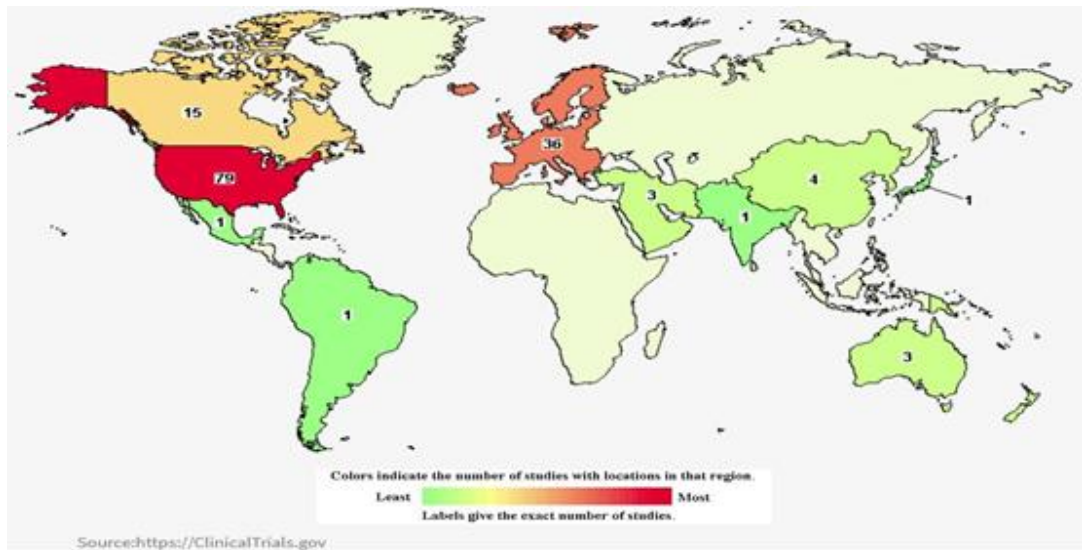 15
36
79
3
4
1
1
1
1
3
Colors indicate the number of studies with locations in that region.
Least Most
Labels give the exact number of studies.
Source:https://ClinicalTrials.gov